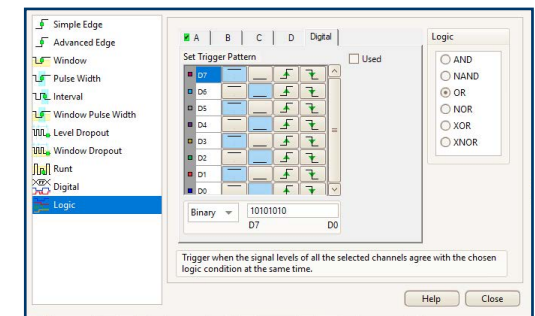 Simple Edge
Advanced Edge
Window
Pulse Width
Interval
Window Pulse Width
Level Dropout
Window Dropout
Runt
Digital
Logic
A B C D Digital
Set Trigger Pattern
Used
D7
D6
D5
D4
D3
D2
D1
D0
Binary 10101010
D7 D0
Logic
AND
NAND
OR
NOR
XOR
XNOR
Trigger when the signal levels of all the selected channels agree with the chosen
logic condition at the same time.
Help Close